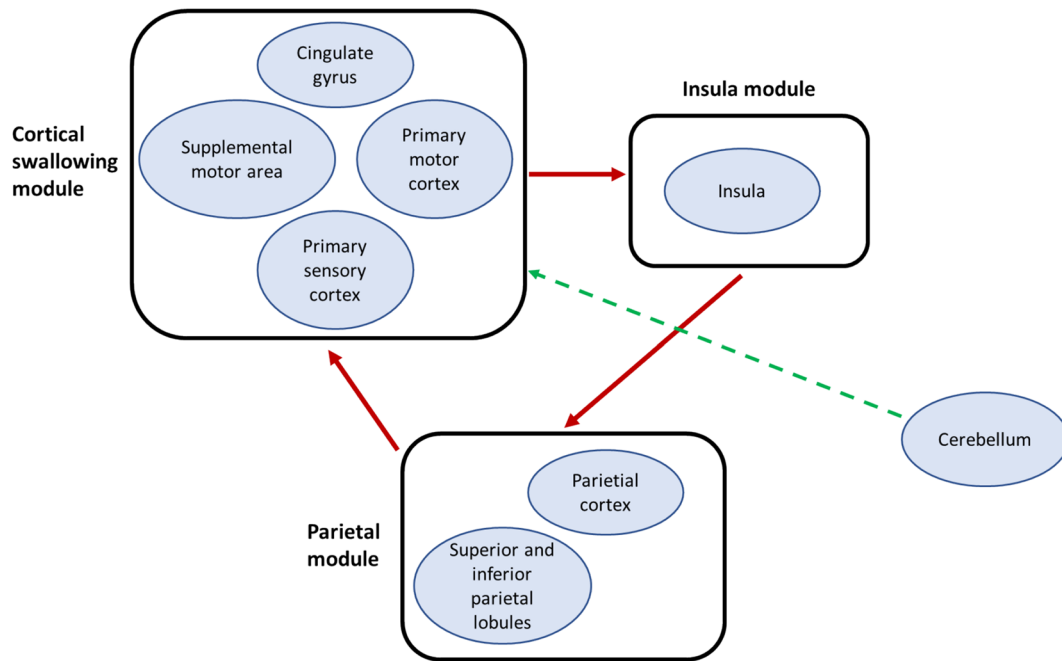 Cortical
swallowing
module
Cingulate
gyrus
Supplemental
motor area
Primary
motor
cortex
Primary
sensory
cortex
Insula module
Insula
Cerebellum
Parietal
module
Parietial
cortex
Superior and
inferior
parietal
lobules